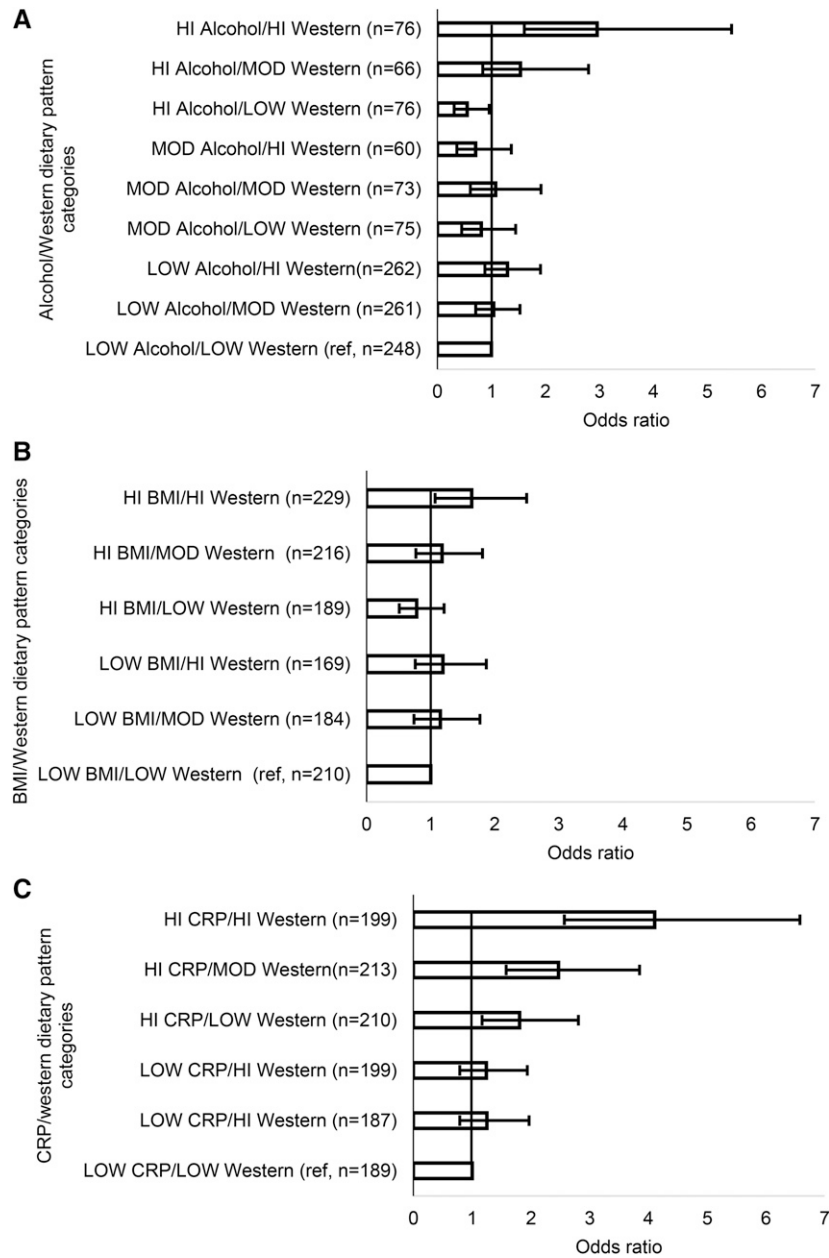 A
Alcohol/Western dietary pattern
categories
HI Alcohol/HI Western (n=76)
HI Alcohol/MOD Western (n=66)
HI Alcohol/LOW Western (n=76)
MOD Alcohol/HI Western (n=60)
MOD Alcohol/MOD Western (n=73)
MOD Alcohol/LOW Western (n=75)
LOW Alcohol/HI Western(n=262)
LOW Alcohol/MOD Western (n=261)
LOW Alcohol/LOW Western (ref, n=248)
0 1 2 3 4 5 6 7
Odds ratio
B
BMI/Western dietary pattern categories
HI BMI/HI Western (n=229)
HI BMI/MOD Western (n=216)
HI BMI/LOW Western (n=189)
LOW BMI/HI Western (n=169)
LOW BMI/MOD Western (n=184)
LOW BMI/LOW Western (ref, n=210)
0 1 2 3 4 5 6 7
Odds ratio
C
CRP/western dietary pattern
categories
HI CRP/HI Western (n=199)
HI CRP/MOD Western(n=213)
HI CRP/LOW Western (n=210)
LOW CRP/HI Western (n=199)
LOW CRP/HI Western (n=187)
LOW CRP/LOW Western (ref, n=189)
0 1 2 3 4 5 6 7
Odds ratio